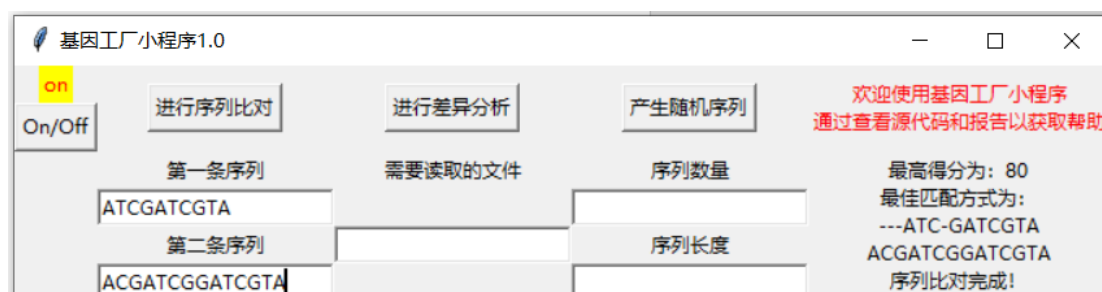 基因工厂小程序1.0
on
On/Off
进行序列比对
进行差异分析
产生随机序列
欢迎使用基因工厂小程序
通过查看源代码和报告以获取帮助
第一条序列
需要读取的文件
序列数量
最高得分为：80
ATCGATCGTA
最佳匹配方式为：
---ATC-GATCGTA
第二条序列
序列长度
ACGATCGGATCGTA
ACGATCGGATCGTA
序列比对完成！